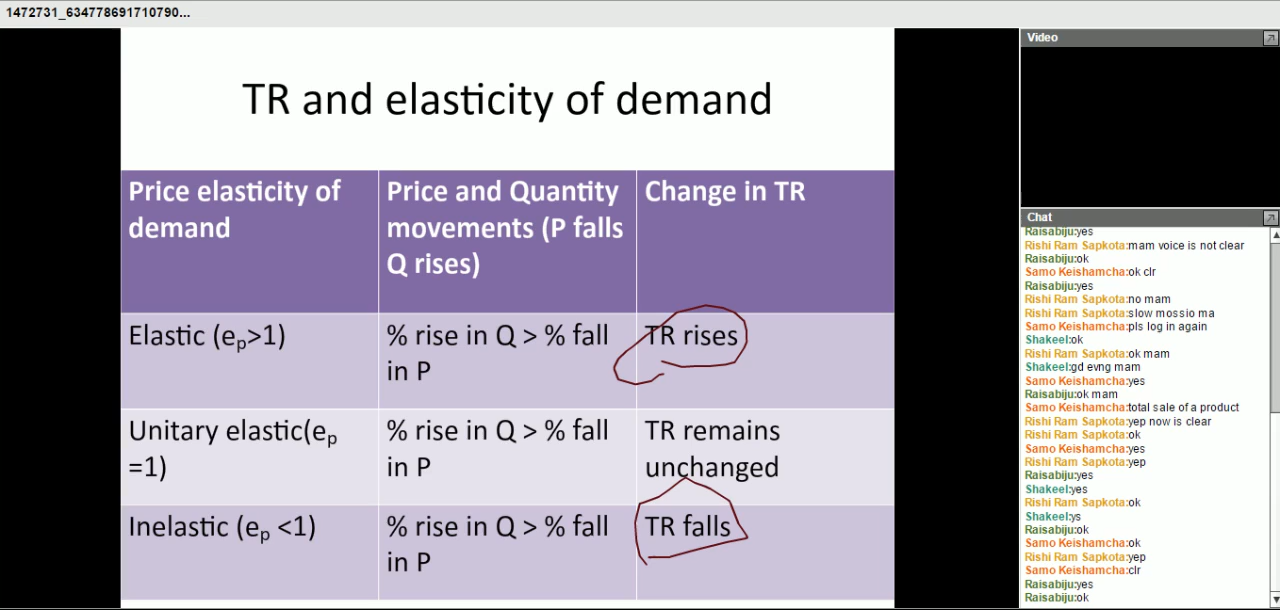 1472731_634778691710790...
TR and elasticity of demand
Price elasticity of
demand
Price and Quantity
movements (P falls
Q rises)
Change in TR
Elastic (ep>1)
% rise in Q > % fall
in P
TR rises
Unitary elastic(ep
=1)
% rise in Q > % fall
in P
TR remains
unchanged
Inelastic (ep <1)
% rise in Q > % fall
in P
TR falls
Video
Chat
Raisabiju:yes
Rishi Ram Sapkota:mam voice is not clear
Raisabiju:ok
Samo Keishamcha:ok clr
Raisabiju:yes
Rishi Ram Sapkota:no mam
Rishi Ram Sapkota:slow mossio ma
Samo Keishamcha:pls log in again
Shakeel:ok
Rishi Ram Sapkota:ok mam
Shakeel:gd evng mam
Samo Keishamcha:yes
Raisabiju:ok mam
Samo Keishamcha:total sale of a product
Rishi Ram Sapkota:yep now is clear
Rishi Ram Sapkota:ok
Samo Keishamcha:yes
Rishi Ram Sapkota:yep
Raisabiju:yes
Shakeel:yes
Rishi Ram Sapkota:ok
Shakeel:ys
Raisabiju:ok
Samo Keishamcha:ok
Rishi Ram Sapkota:yep
Samo Keishamcha:clr
Raisabiju:yes
Raisabiju:ok